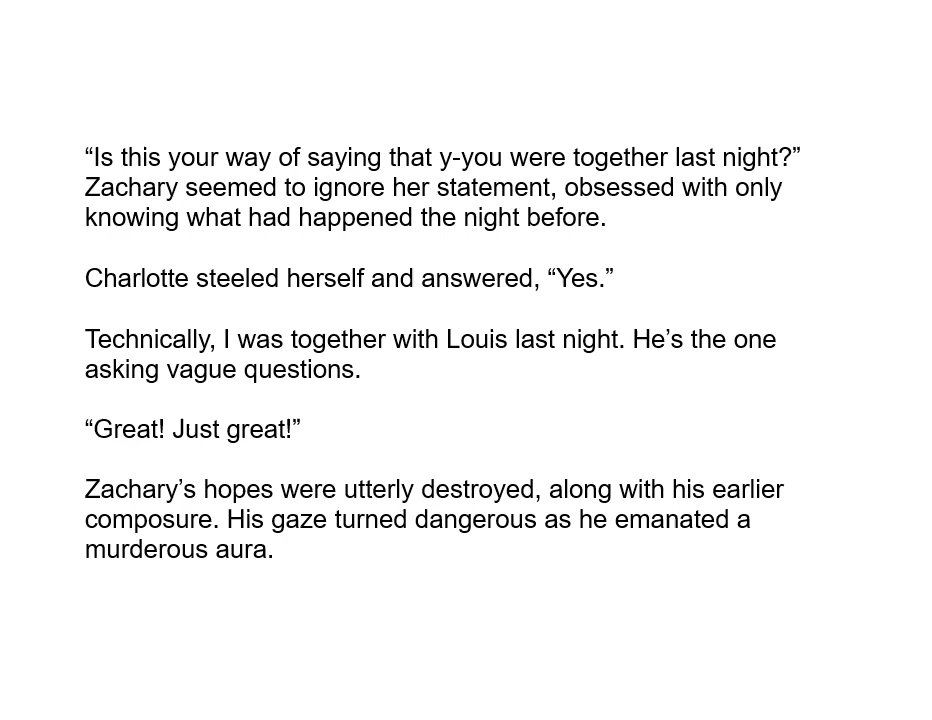 “Is this your way of saying that y-you were together last night?”
Zachary seemed to ignore her statement, obsessed with only
knowing what had happened the night before.
Charlotte steeled herself and answered, “Yes.”
Technically, I was together with Louis last night. He’s the one
asking vague questions.
“Great! Just great!”
Zachary’s hopes were utterly destroyed, along with his earlier
composure. His gaze turned dangerous as he emanated a
murderous aura.